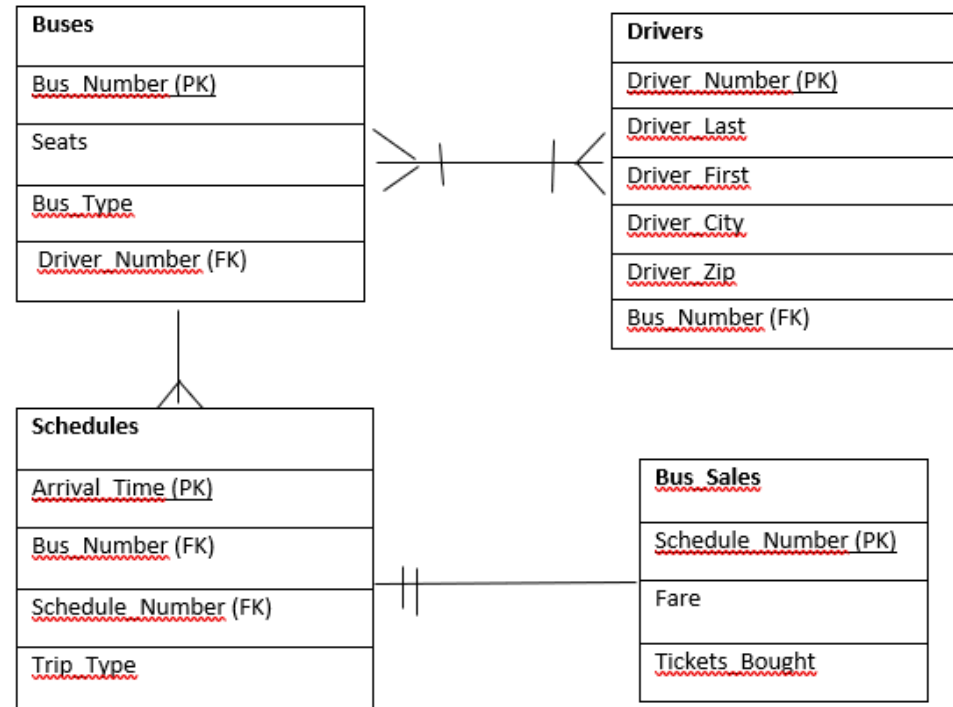 Buses
Bus_Number (PK)
Seats
Bus_Type
Driver_Number (FK)
Drivers
Driver_Number (PK)
Driver_Last
Driver_First
Driver_City
Driver_Zip
Bus_Number (FK)
Schedules
Arrival_Time (PK)
Bus_Number (FK)
Schedule_Number (FK)
Trip_Type
Bus_Sales
Schedule_Number (PK)
Fare
Tickets_Bought